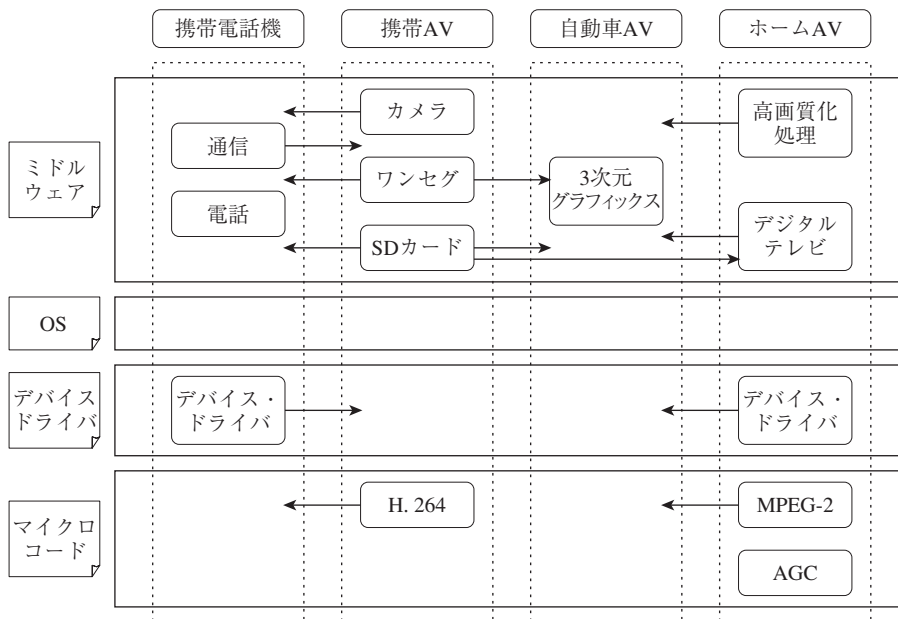 携帯電話機
携帯AV
自動車AV
ホームAV
ミドル
ウェア
カメラ
通信
ワンセグ
電話
SDカード
3次元
グラフィックス
高画質化
処理
デジタル
テレビ
OS
デバイス
ドライバ
デバイス・
ドライバ
デバイス・
ドライバ
マイクロ
コード
H. 264
MPEG-2
AGC